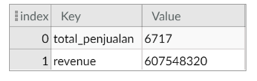 index Key Value
0 total_penjualan 6717
1 revenue 607548320